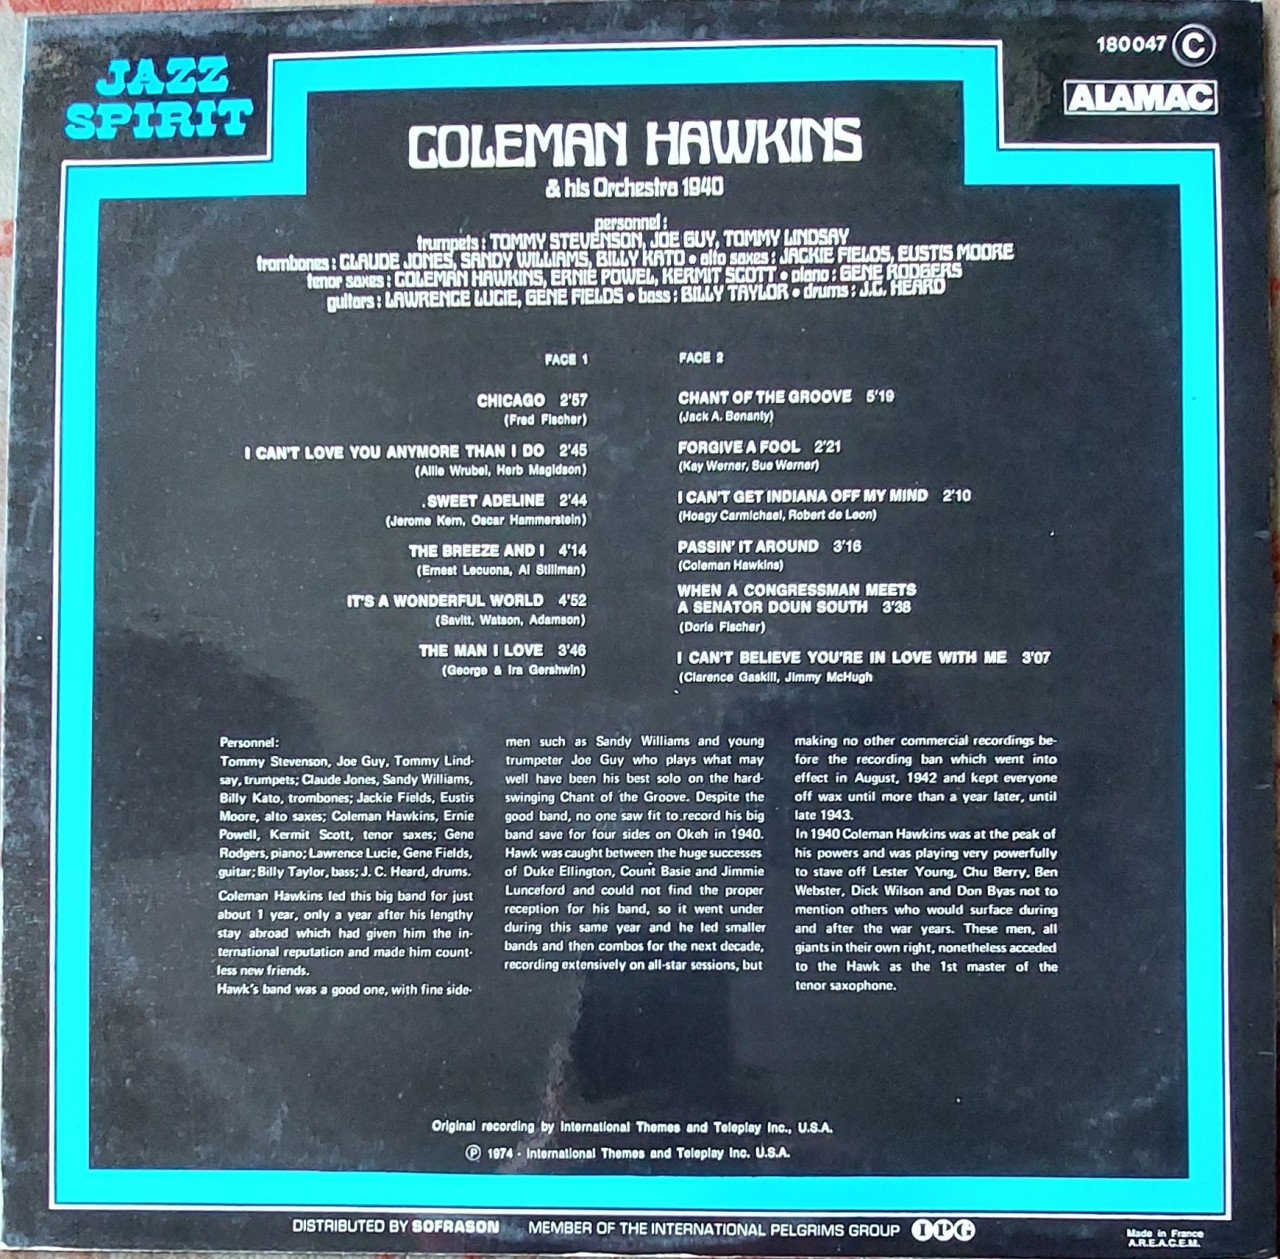 JAZZ
SPIRIT
180047 C
ALAMAC
COLEMAN HAWKINS
& his Orchestra 1940
personnel :
trumpets : TOMMY STEVENSON, JOE GUY, TOMMY LINDSAY
trombones : CLAUDE JONES, SANDY WILLIAMS, BILLY KATO • alto saxes : JACKIE FIELDS, EUSTIS MOORE
tenor saxes : COLEMAN HAWKINS, ERNIE POWEL, KERMIT SCOTT • piano : GENE RODGERS
guitars : LAWRENCE LUCIE, GENE FIELDS • bass : BILLY TAYLOR • drums : J.C. HEARD
FACE 1
CHICAGO 2'57
(Fred Fischer)
I CAN'T LOVE YOU ANYMORE THAN I DO 2'45
(Allie Wrubel, Herb Magidson)
.SWEET ADELINE 2'44
(Jerome Kern, Oscar Hammerstein)
THE BREEZE AND I 4'14
(Ernest Lecuona, Al Stillman)
IT'S A WONDERFUL WORLD 4'52
(Savitt, Watson, Adamson)
THE MAN I LOVE 3'46
(George & Ira Gershwin)
FACE 2
CHANT OF THE GROOVE 5'19
(Jack A. Bonanly)
FORGIVE A FOOL 2'21
(Kay Werner, Sue Werner)
I CAN'T GET INDIANA OFF MY MIND 2'10
(Hoagy Carmichael, Robert de Leon)
PASSIN' IT AROUND 3'16
(Coleman Hawkins)
WHEN A CONGRESSMAN MEETS
A SENATOR DOUN SOUTH 3'38
(Doris Fischer)
I CAN'T BELIEVE YOU'RE IN LOVE WITH ME 3'07
(Clarence Gaskill, Jimmy McHugh
Personnel:
Tommy Stevenson, Joe Guy, Tommy Lind-
say, trumpets; Claude Jones, Sandy Williams,
Billy Kato, trombones; Jackie Fields, Eustis
Moore, alto saxes; Coleman Hawkins, Ernie
Powell, Kermit Scott, tenor saxes; Gene
Rodgers, piano; Lawrence Lucie, Gene Fields,
guitar; Billy Taylor, bass; J. C. Heard, drums.
Coleman Hawkins led this big band for just
about 1 year, only a year after his lengthy
stay abroad which had given him the in-
ternational reputation and made him count-
less new friends.
Hawk's band was a good one, with fine side-
men such as Sandy Williams and young
trumpeter Joe Guy who plays what may
well have been his best solo on the hard-
swinging Chant of the Groove. Despite the
good band, no one saw fit to record his big
band save for four sides on Okeh in 1940.
Hawk was caught between the huge successes
of Duke Ellington, Count Basie and Jimmie
Lunceford and could not find the proper
reception for his band, so it went under
during this same year and he led smaller
bands and then combos for the next decade,
recording extensively on all-star sessions, but
making no other commercial recordings be-
fore the recording ban which went into
effect in August, 1942 and kept everyone
off wax until more than a year later, until
late 1943.
In 1940 Coleman Hawkins was at the peak of
his powers and was playing very powerfully
to stave off Lester Young, Chu Berry, Ben
Webster, Dick Wilson and Don Byas not to
mention others who would surface during
and after the war years. These men, all
giants in their own right, nonetheless acceded
to the Hawk as the 1st master of the
tenor saxophone.
Original recording by International Themes and Teleplay Inc., U.S.A.
℗ 1974 - International Themes and Teleplay Inc. U.S.A.
DISTRIBUTED BY SOFRASON MEMBER OF THE INTERNATIONAL PELGRIMS GROUP IPG
Made in France
A.R.E.A.C.E.M.